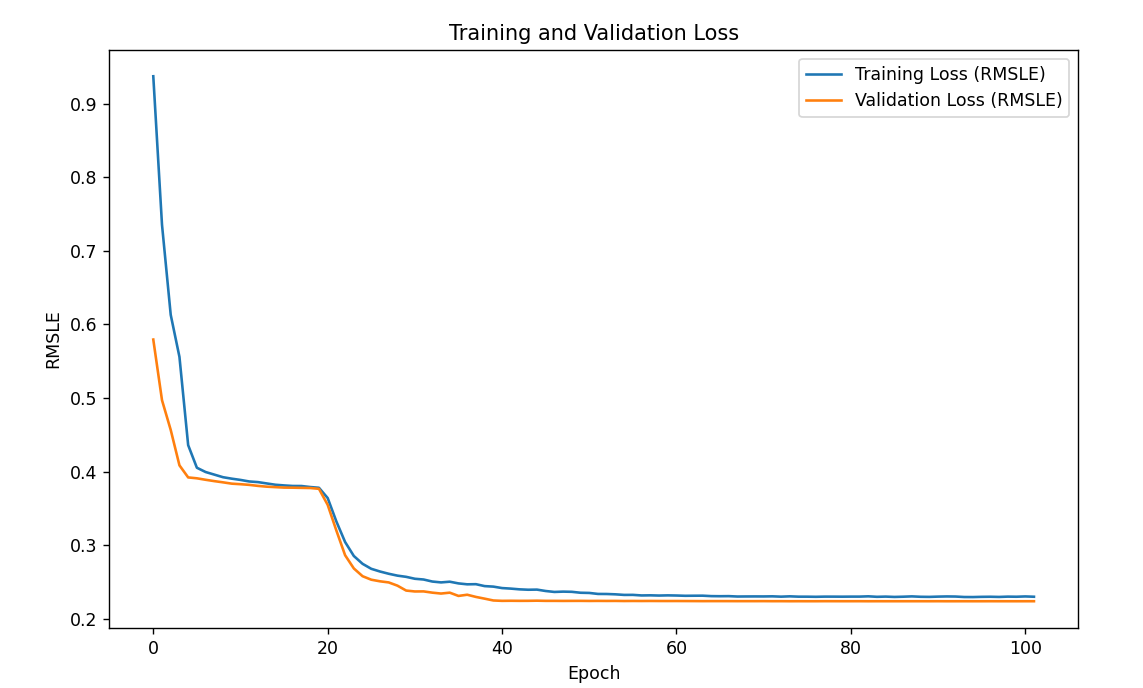 Training and Validation Loss
Training Loss (RMSLE)
Validation Loss (RMSLE)
RMSLE
0.9
0.8
0.7
0.6
0.5
0.4
0.3
0.2
0 20 40 60 80 100
Epoch